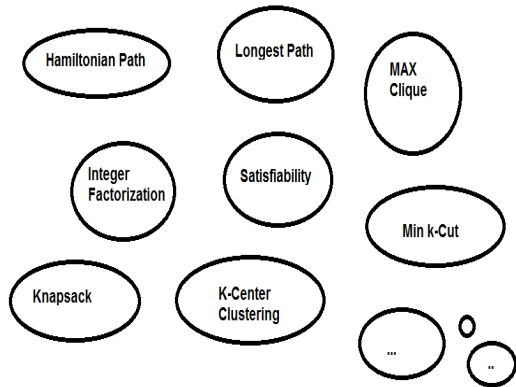 Hamiltonian Path
Longest Path
MAX
Clique
Integer
Factorization
Satisfiability
Min k-Cut
Knapsack
K-Center
Clustering
...
..